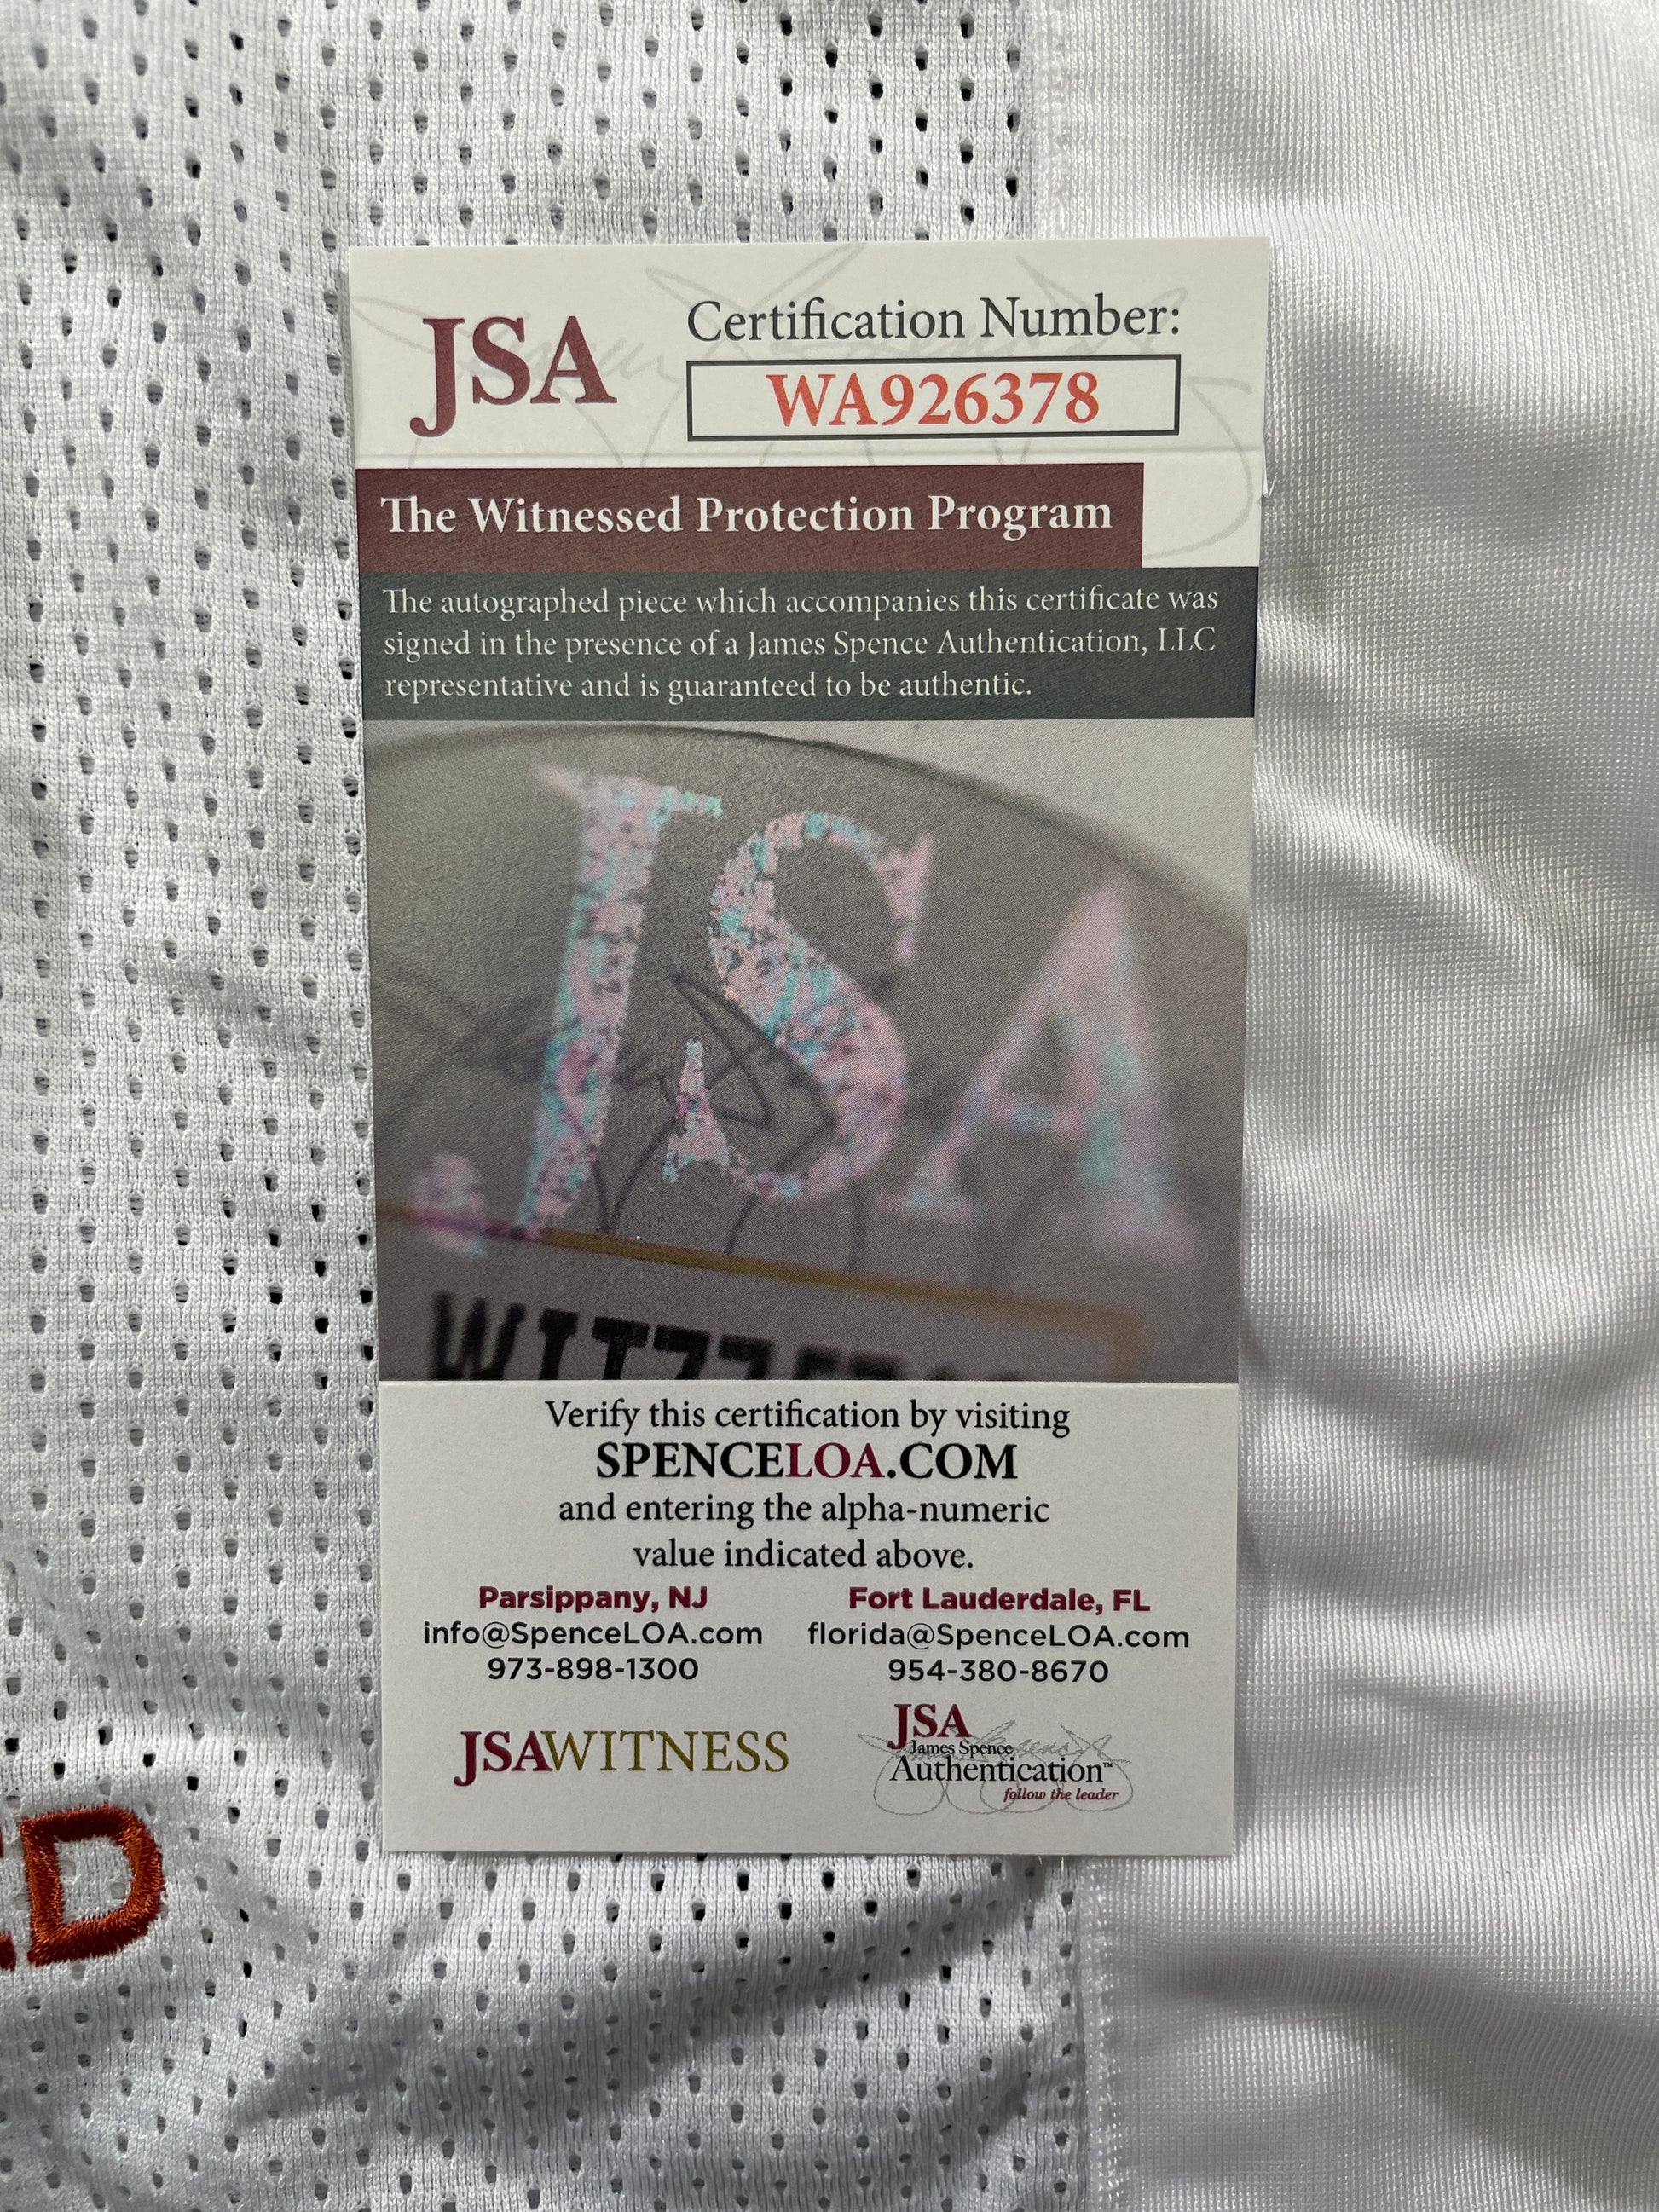 JSA
Certification Number:
WA926378
The Witnessed Protection Program
The autographed piece which accompanies this certificate was
signed in the presence of a James Spence Authentication, LLC
representative and is guaranteed to be authentic.
JSA
Verify this certification by visiting
SPENCELOA.COM
and entering the alpha-numeric
value indicated above.
Parsippany, NJ
info@SpenceLOA.com
973-898-1300
Fort Lauderdale, FL
florida@SpenceLOA.com
954-380-8670
JSAWITNESS
JSA
James Spence
Authentication™
follow the leader